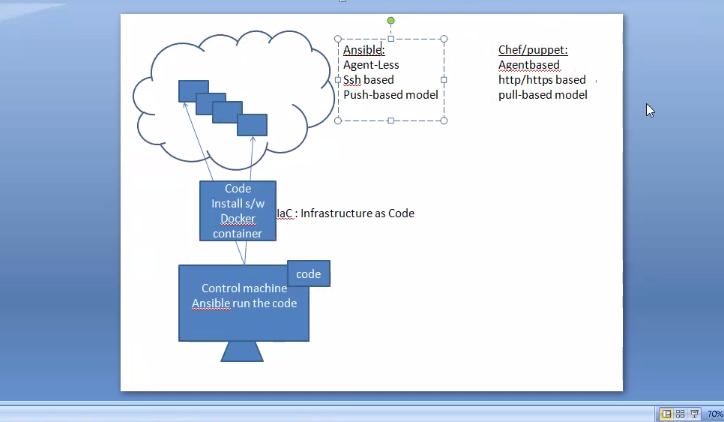 Ansible:
Agent-Less
Ssh based
Push-based model
Chef/puppet:
Agentbased
http/https based
pull-based model
Code
Install s/w
Docker
container
IaC : Infrastructure as Code
code
Control machine
Ansible run the code
70%